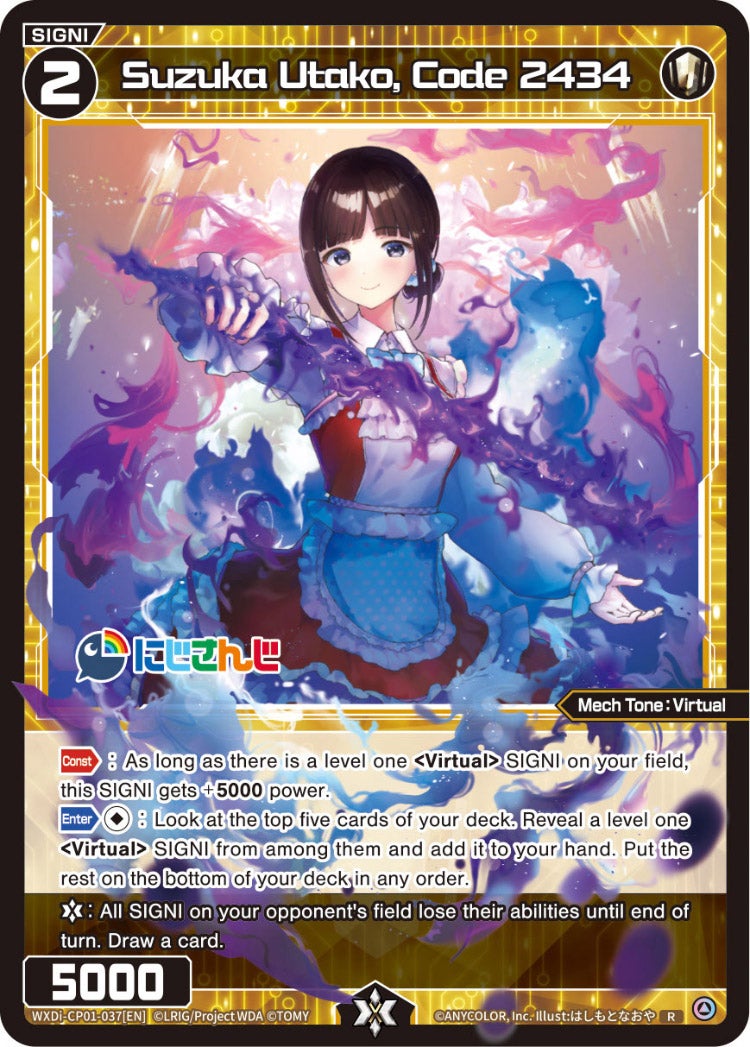 SIGNI
2
Suzuka Utako, Code 2434
にじさんじ
Mech Tone:Virtual
Const : As long as there is a level one <Virtual> SIGNI on your field,
this SIGNI gets +5000 power.
Enter : Look at the top five cards of your deck. Reveal a level one
<Virtual> SIGNI from among them and add it to your hand. Put the
rest on the bottom of your deck in any order.
: All SIGNI on your opponent's field lose their abilities until end of
turn. Draw a card.
5000
WXDi-CP01-037[EN] ©LRIG/Project WDA ©TOMY ©ANYCOLOR, Inc. Illust:はしもとなおや R